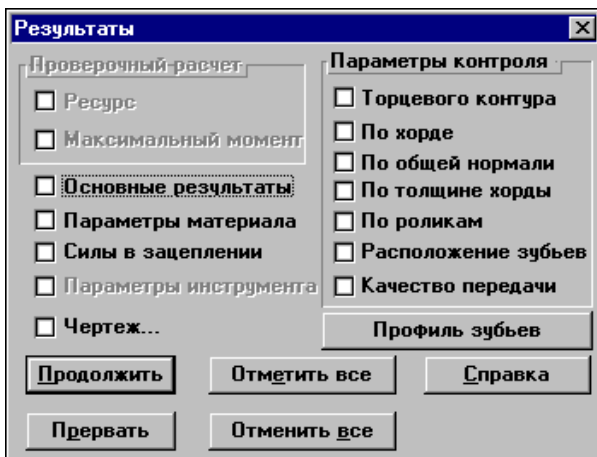 Результаты
Проверочный расчет
Ресурс
Максимальный момент
Основные результаты
Параметры материала
Силы в зацеплении
Параметры инструмента
Чертеж...
Параметры контроля
Торцевого контура
По хорде
По общей нормали
По толщине хорды
По роликам
Расположение зубьев
Качество передачи
Профиль зубьев
Продолжить
Отметить все
Справка
Прервать
Отменить все